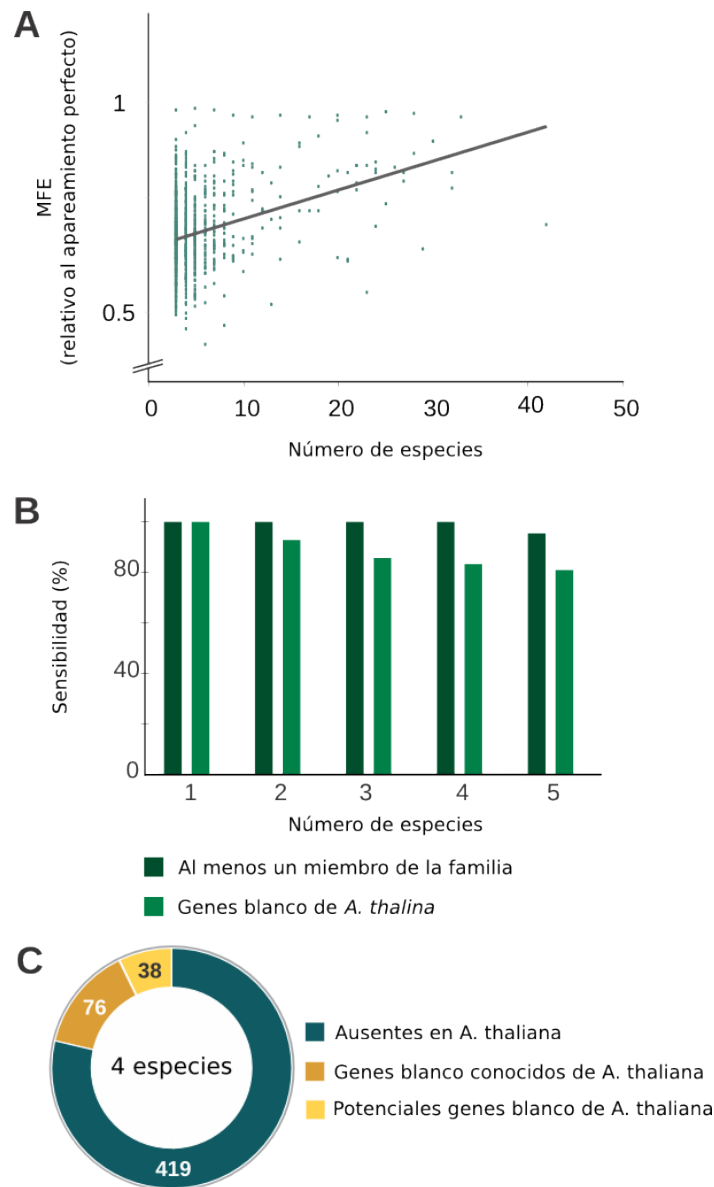 A
MFE
(relativo al apareamiento perfecto)
1
0.5
0 10 20 30 40 50
Número de especies
B
Sensibilidad (%)
80
40
0
1 2 3 4 5
Número de especies
Al menos un miembro de la familia
Genes blanco de A. thalina
C
38
76
4 especies
419
Ausentes en A. thaliana
Genes blanco conocidos de A. thaliana
Potenciales genes blanco de A. thaliana